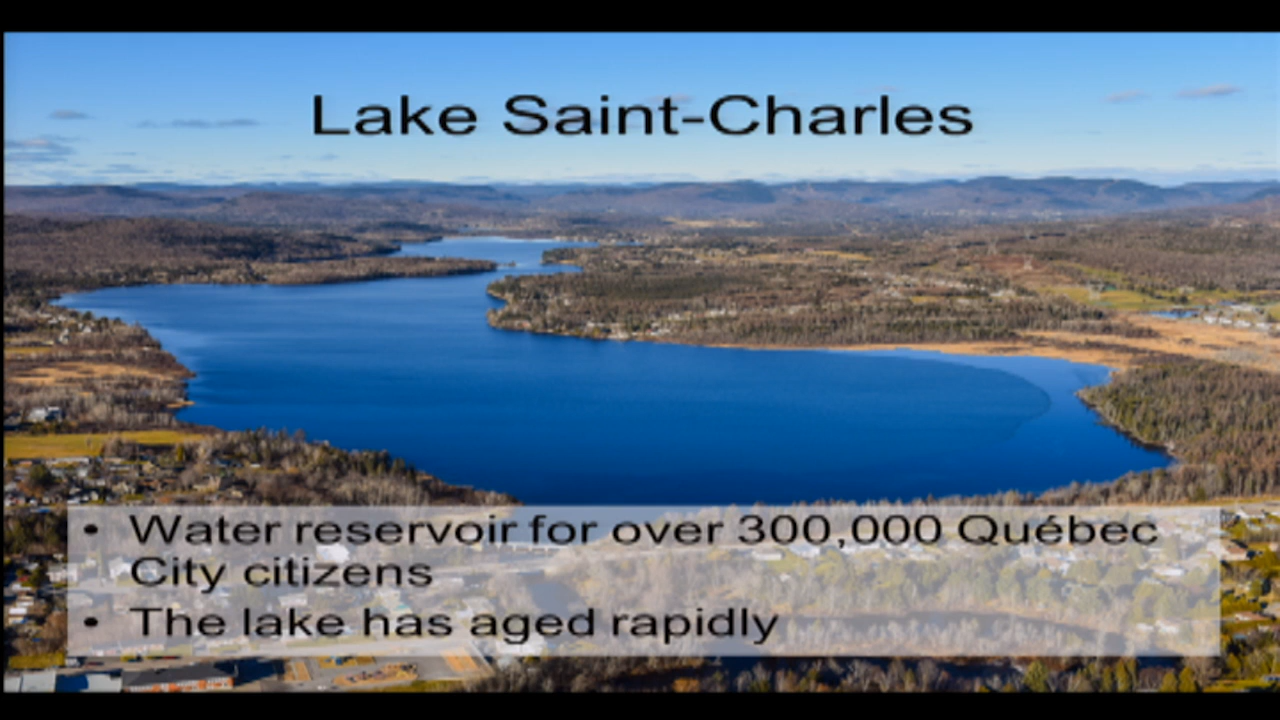 Lake Saint-Charles
• Water reservoir for over 300,000 Québec
City citizens
• The lake has aged rapidly